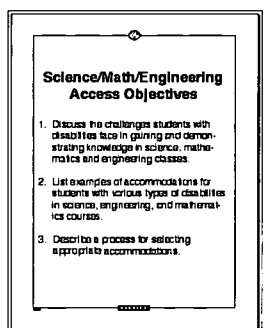 Science/Math/Engineering
Access Objectives
1. Discuss the challenges students with
disabilities face in gaining and demon-
strating knowledge in science, mathe-
matics and engineering classes.
2. List examples of accommodations for
students with various types of disabilities
in science, engineering, and mathemat-
ics courses.
3. Describe a process for selecting
appropriate accommodations.